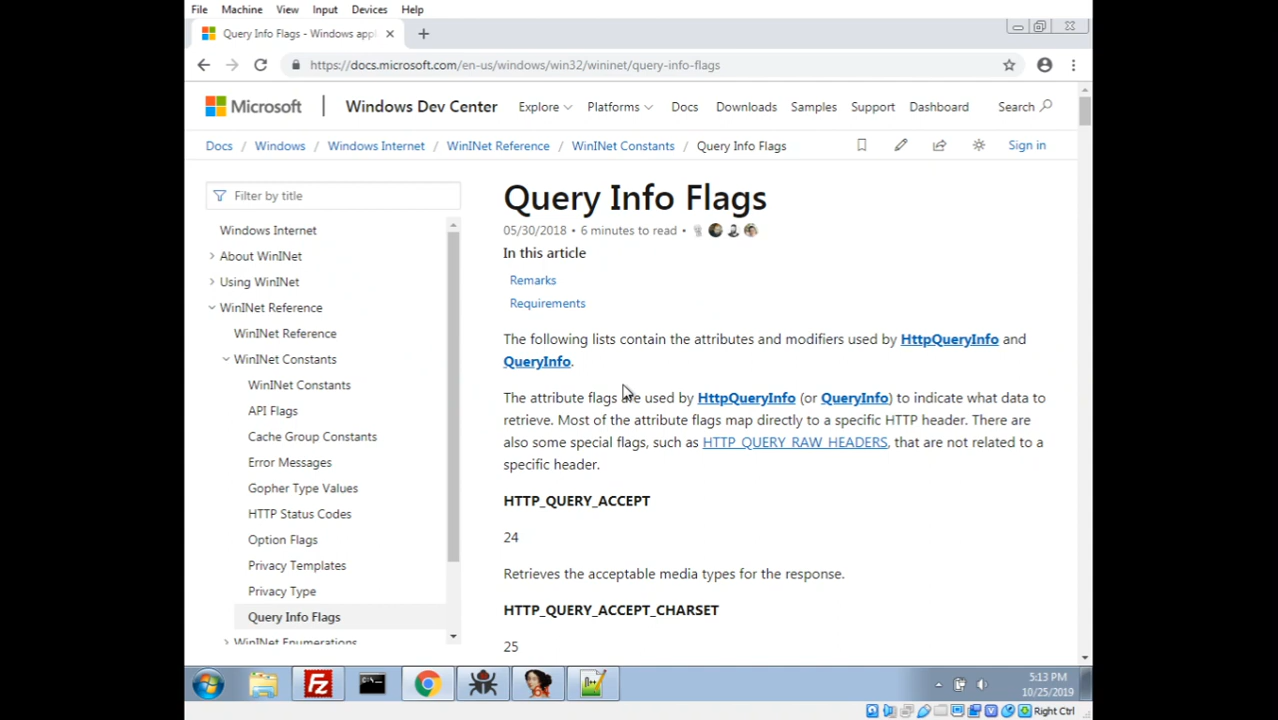 File Machine View Input Devices Help
Query Info Flags - Windows appl
https://docs.microsoft.com/en-us/windows/win32/wininet/query-info-flags
Microsoft Windows Dev Center Explore Platforms Docs Downloads Samples Support Dashboard Search
Docs / Windows / Windows Internet / WinINet Reference / WinINet Constants / Query Info Flags Sign in
Filter by title
Windows Internet
About WinINet
Using WinINet
WinINet Reference
WinINet Reference
WinINet Constants
WinINet Constants
API Flags
Cache Group Constants
Error Messages
Gopher Type Values
HTTP Status Codes
Option Flags
Privacy Templates
Privacy Type
Query Info Flags
WinINet Enumerations
Query Info Flags
05/30/2018 • 6 minutes to read •
In this article
Remarks
Requirements
The following lists contain the attributes and modifiers used by HttpQueryInfo and
QueryInfo.
The attribute flags are used by HttpQueryInfo (or QueryInfo) to indicate what data to
retrieve. Most of the attribute flags map directly to a specific HTTP header. There are
also some special flags, such as HTTP_QUERY_RAW_HEADERS, that are not related to a
specific header.
HTTP_QUERY_ACCEPT
24
Retrieves the acceptable media types for the response.
HTTP_QUERY_ACCEPT_CHARSET
25
5:13 PM
10/25/2019
Right Ctrl